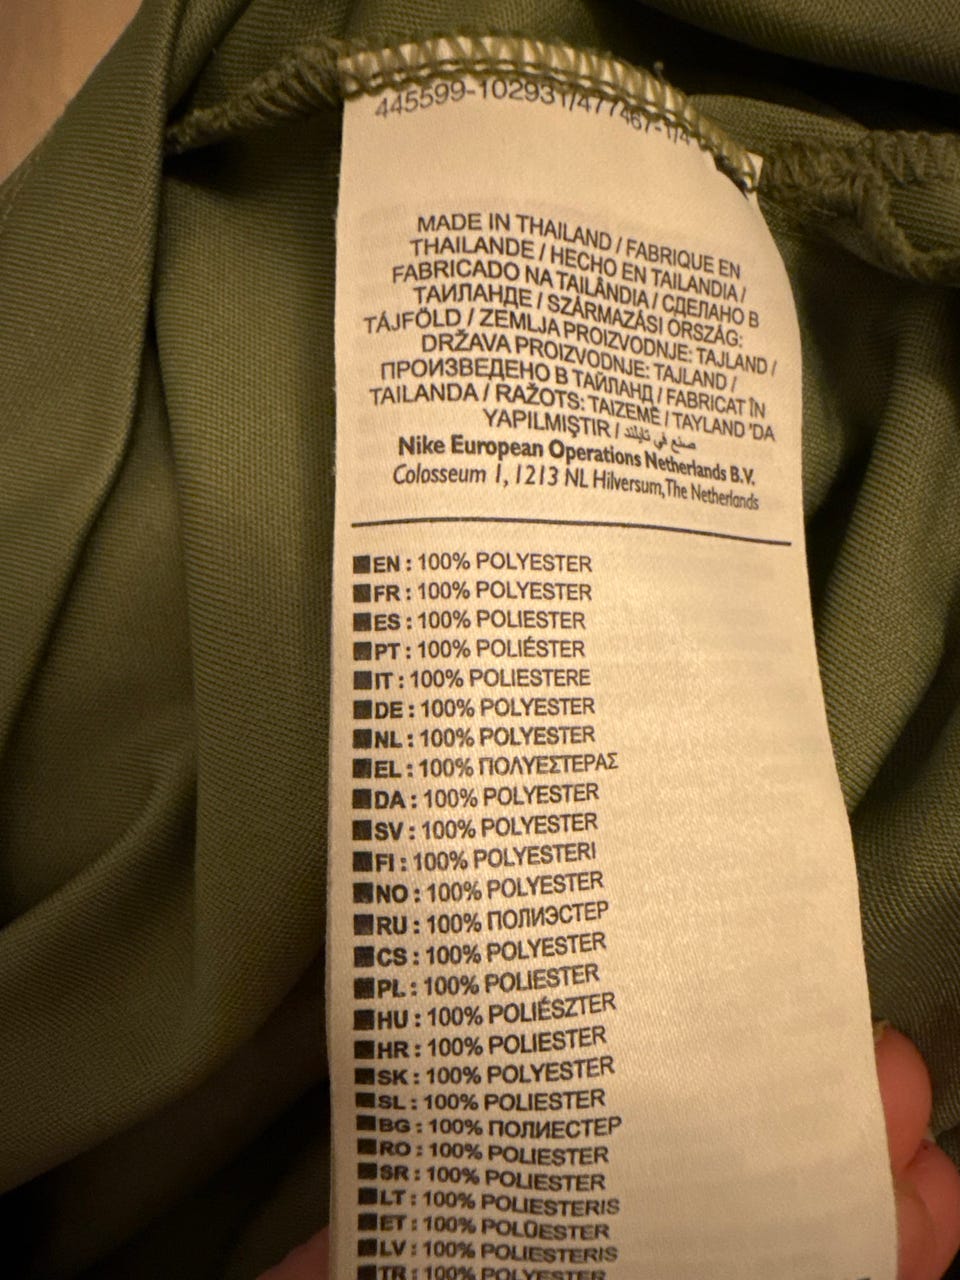 445599-102931/477467-1/4
MADE IN THAILAND / FABRIQUE EN
THAILANDE / HECHO EN TAILANDIA /
FABRICADO NA TAILÂNDIA / СДЕЛАНО В
ТАИЛАНДЕ / SZÁRMAZÁSI ORSZÁG:
TÁJFÖLD / ZEMLJA PROIZVODNJE: TAJLAND /
DRŽAVA PROIZVODNJE: TAJLAND /
ПРОИЗВЕДЕНО В ТАЙЛАНД / FABRICAT ÎN
TAILANDA / RAŽOTS: TAIZEMĒ / TAYLAND 'DA
YAPILMIŞTIR / صنع في تايلند
Nike European Operations Netherlands B.V.
Colosseum 1, 1213 NL Hilversum, The Netherlands
EN : 100% POLYESTER
FR : 100% POLYESTER
ES : 100% POLIESTER
PT : 100% POLIÉSTER
IT : 100% POLIESTERE
DE : 100% POLYESTER
NL : 100% POLYESTER
EL : 100% ΠΟΛΥΕΣΤΕΡΑΣ
DA : 100% POLYESTER
SV : 100% POLYESTER
FI : 100% POLYESTERI
NO : 100% POLYESTER
RU : 100% ПОЛИЭСТЕР
CS : 100% POLYESTER
PL : 100% POLIESTER
HU : 100% POLIÉSZTER
HR : 100% POLIESTER
SK : 100% POLYESTER
SL : 100% POLIESTER
BG : 100% ПОЛИЕСТЕР
RO : 100% POLIESTER
SR : 100% POLIESTER
LT : 100% POLIESTERIS
ET : 100% POLÜESTER
LV : 100% POLIESTERIS
TR : 100% POLYESTER